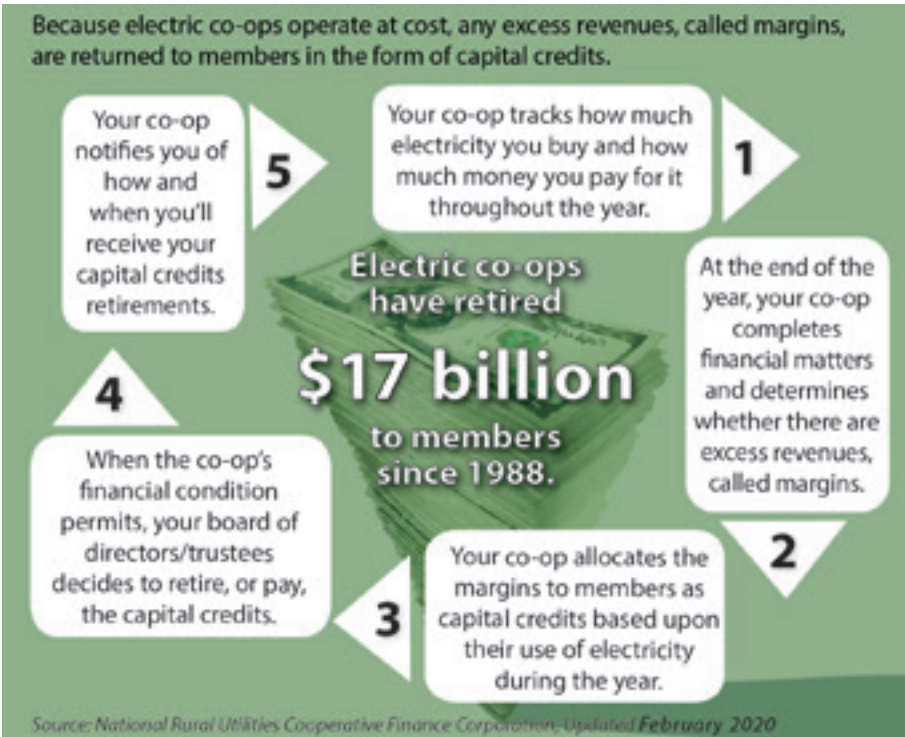 Because electric co-ops operate at cost, any excess revenues, called margins,
are returned to members in the form of capital credits.
Your co-op tracks how much
electricity you buy and how
much money you pay for it
throughout the year.
1
At the end of the
year, your co-op
completes
financial matters
and determines
whether there are
excess revenues,
called margins.
2
Your co-op allocates the
margins to members as
capital credits based upon
their use of electricity
during the year.
3
When the co-op's
financial condition
permits, your board of
directors/trustees
decides to retire, or pay,
the capital credits.
4
Your co-op
notifies you of
how and
when you'll
receive your
capital credits
retirements.
5
Electric co-ops
have retired
$17 billion
to members
since 1988.
Source: National Rural Utilities Cooperative Finance Corporation, Updated February 2020